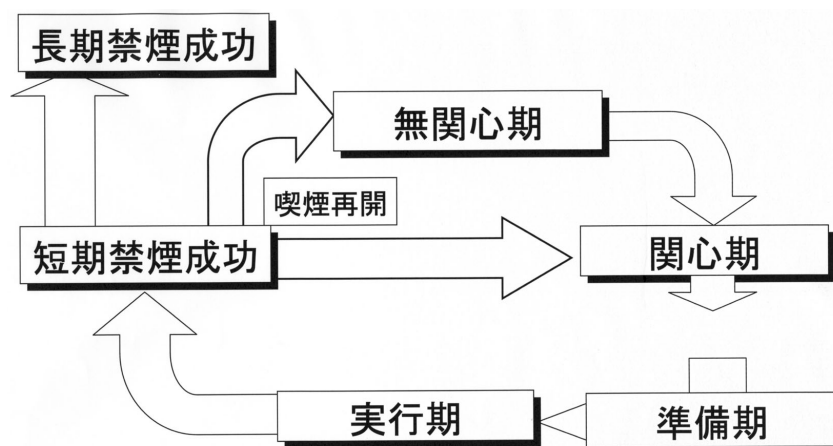 長期禁煙成功
無関心期
喫煙再開
短期禁煙成功
関心期
実行期
準備期